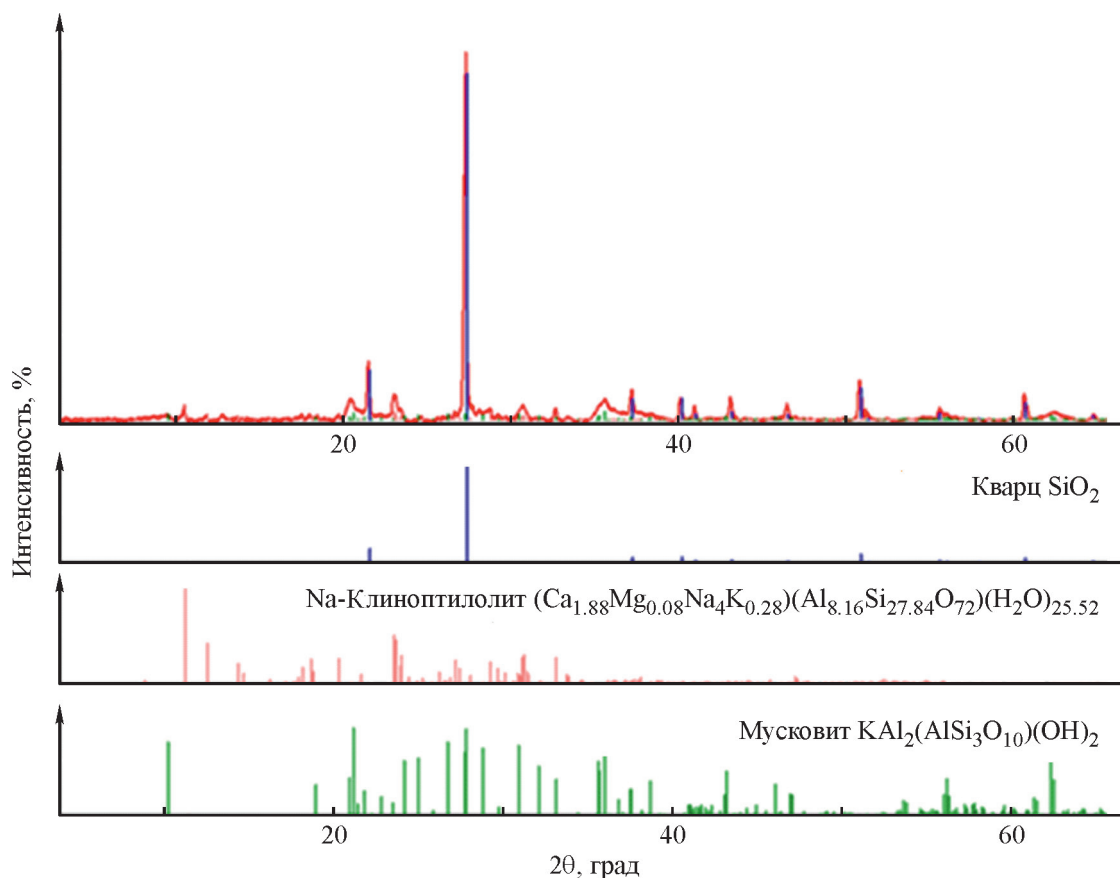 Интенсивность, %
20 40 60
Кварц SiO₂
Na-Клиноптилолит (Ca₁.₈₈Mg₀.₀₈Na₄K₀.₂₈)(Al₈.₁₆Si₂₇.₈₄O₇₂)(H₂O)₂₅.₅₂
Мусковит KAl₂(AlSi₃O₁₀)(OH)₂
20 40 60
2θ, град